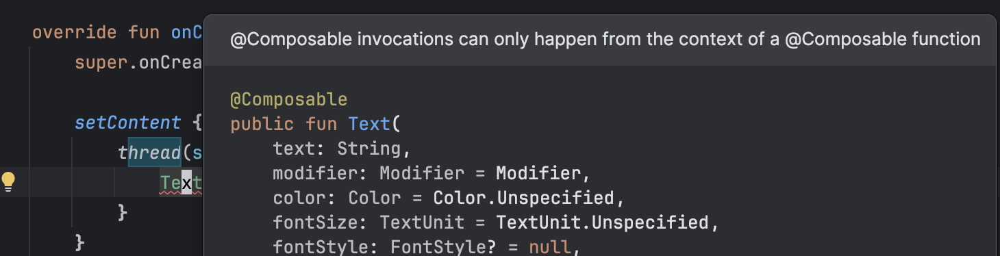 override fun onC
super.onCrea
setContent {
thread(s
Text
}
}
@Composable invocations can only happen from the context of a @Composable function
@Composable
public fun Text(
text: String,
modifier: Modifier = Modifier,
color: Color = Color.Unspecified,
fontSize: TextUnit = TextUnit.Unspecified,
fontStyle: FontStyle? = null,